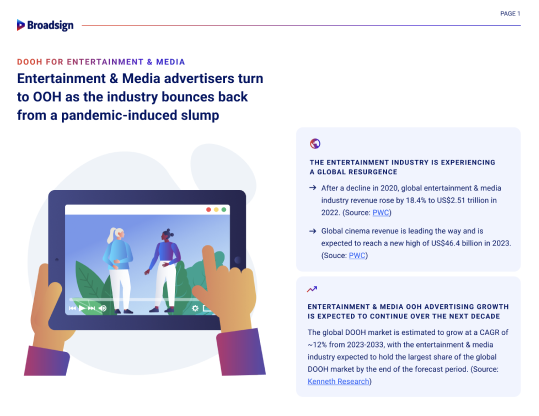 PAGE 1
Broadsign
DOOH FOR ENTERTAINMENT & MEDIA
Entertainment & Media advertisers turn
to OOH as the industry bounces back
from a pandemic-induced slump
THE ENTERTAINMENT INDUSTRY IS EXPERIENCING
A GLOBAL RESURGENCE
→ After a decline in 2020, global entertainment & media
industry revenue rose by 18.4% to US$2.51 trillion in
2022. (Source: PWC)
→ Global cinema revenue is leading the way and is
expected to reach a new high of US$46.4 billion in 2023.
(Souce: PWC)
ENTERTAINMENT & MEDIA OOH ADVERTISING GROWTH
IS EXPECTED TO CONTINUE OVER THE NEXT DECADE
The global DOOH market is estimated to grow at a CAGR of
~12% from 2023-2033, with the entertainment & media
industry expected to hold the largest share of the global
DOOH market by the end of the forecast period. (Source:
Kenneth Research)